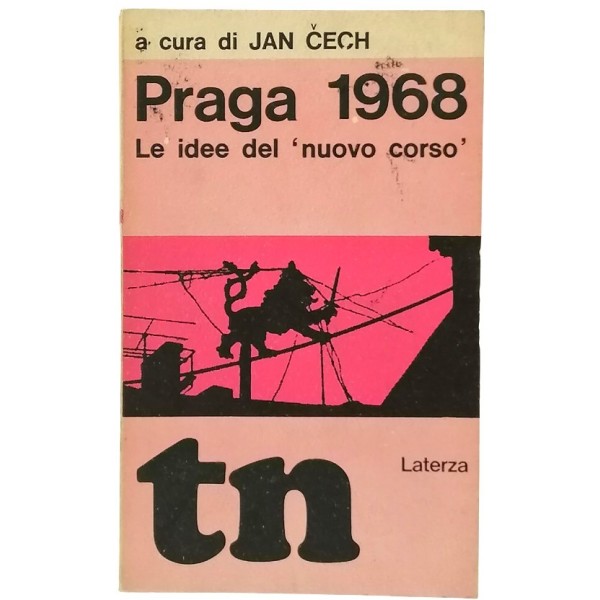 a cura di JAN ČECH
Praga 1968
Le idee del 'nuovo corso'
Laterza
tn